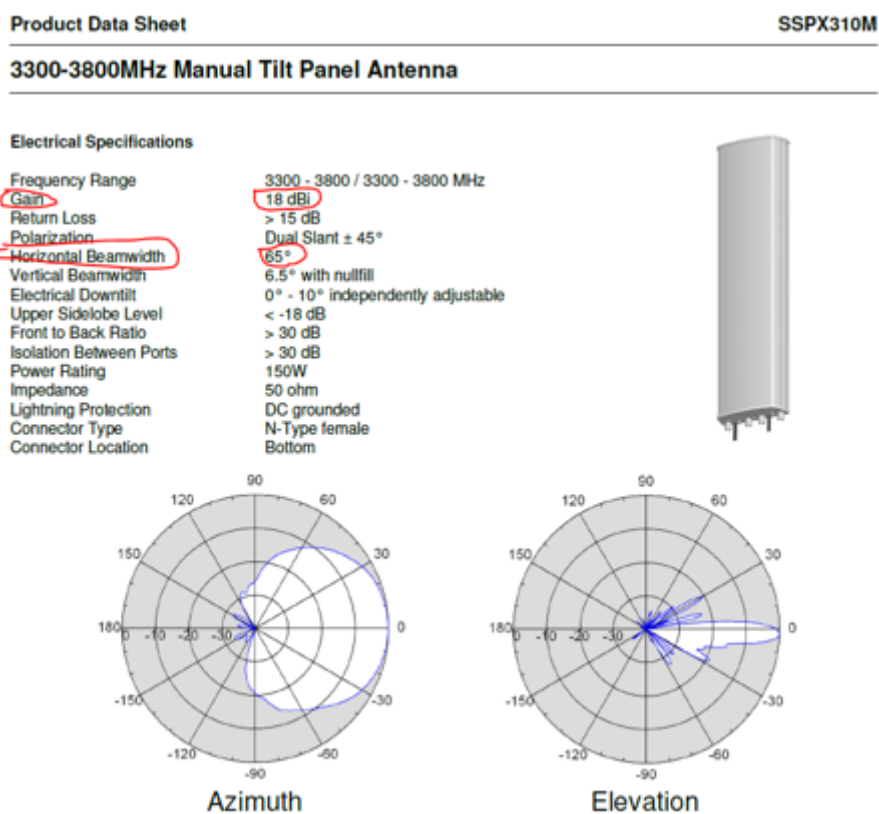 Product Data Sheet SSPX310M
3300-3800MHz Manual Tilt Panel Antenna
Electrical Specifications
Frequency Range 3300 - 3800 / 3300 - 3800 MHz
Gain 18 dBi
Return Loss > 15 dB
Polarization Dual Slant ± 45°
Horizontal Beamwidth 65°
Vertical Beamwidth 6.5° with nullfill
Electrical Downtilt 0° - 10° independently adjustable
Upper Sidelobe Level < -18 dB
Front to Back Ratio > 30 dB
Isolation Between Ports > 30 dB
Power Rating 150W
Impedance 50 ohm
Lightning Protection DC grounded
Connector Type N-Type female
Connector Location Bottom
90 90
120 60 120 60
150 30 150 30
180 0 -10 -20 -30 0 180 0 -10 -20 -30 0
-150 -30 -150 -30
-120 -60 -120 -60
-90 -90
Azimuth Elevation